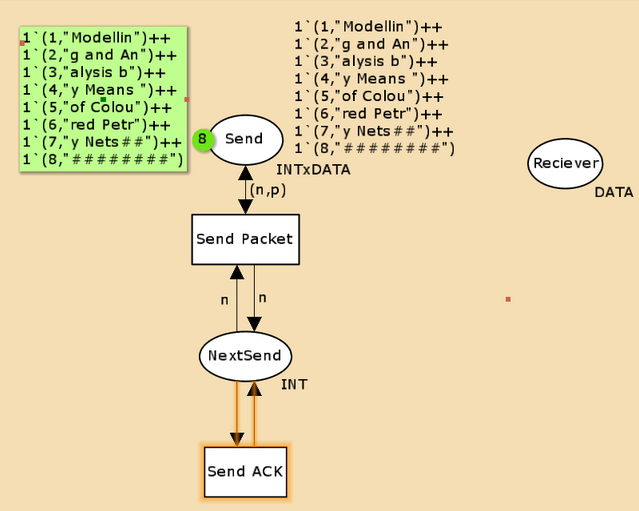 1`(1,"Modellin")++
1`(2,"g and An")++
1`(3,"alysis b")++
1`(4,"y Means ")++
1`(5,"of Colou")++
1`(6,"red Petr")++
1`(7,"y Nets##")++
1`(8,"########")
1`(1,"Modellin")++
1`(2,"g and An")++
1`(3,"alysis b")++
1`(4,"y Means ")++
1`(5,"of Colou")++
1`(6,"red Petr")++
1`(7,"y Nets##")++
1`(8,"########")
8
Send
INTxDATA
Reciever
DATA
(n,p)
Send Packet
n
n
NextSend
INT
Send ACK